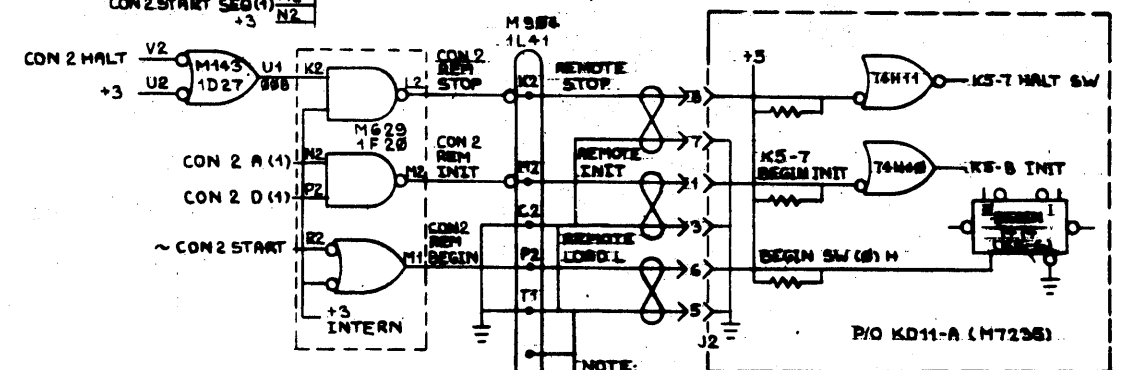 CON 2 START SEQ (1)
+3 N2
CON 2 HALT V2
+3 U2
M143
1D27
U1
K2
L2
CON 2
REM
STOP
M629
1F20
CON 2 A (1) N2
CON 2 D (1) P2
M2
CON 2
REM
INIT
~ CON 2 START R2
M1
CON2
REM
BEGIN
+3
INTERN
1L41
K2
M2
C2
P2
T1
REMOTE
STOP
REMOTE
INIT
REMOTE
LOAD L
7
1
3
6
5
J2
+5
K5-7 HALT SW
K5-7
BEGIN INIT
K5-8 INIT
BEGIN SW (0) H
P/O KD11-A (M7235)
NOTE: